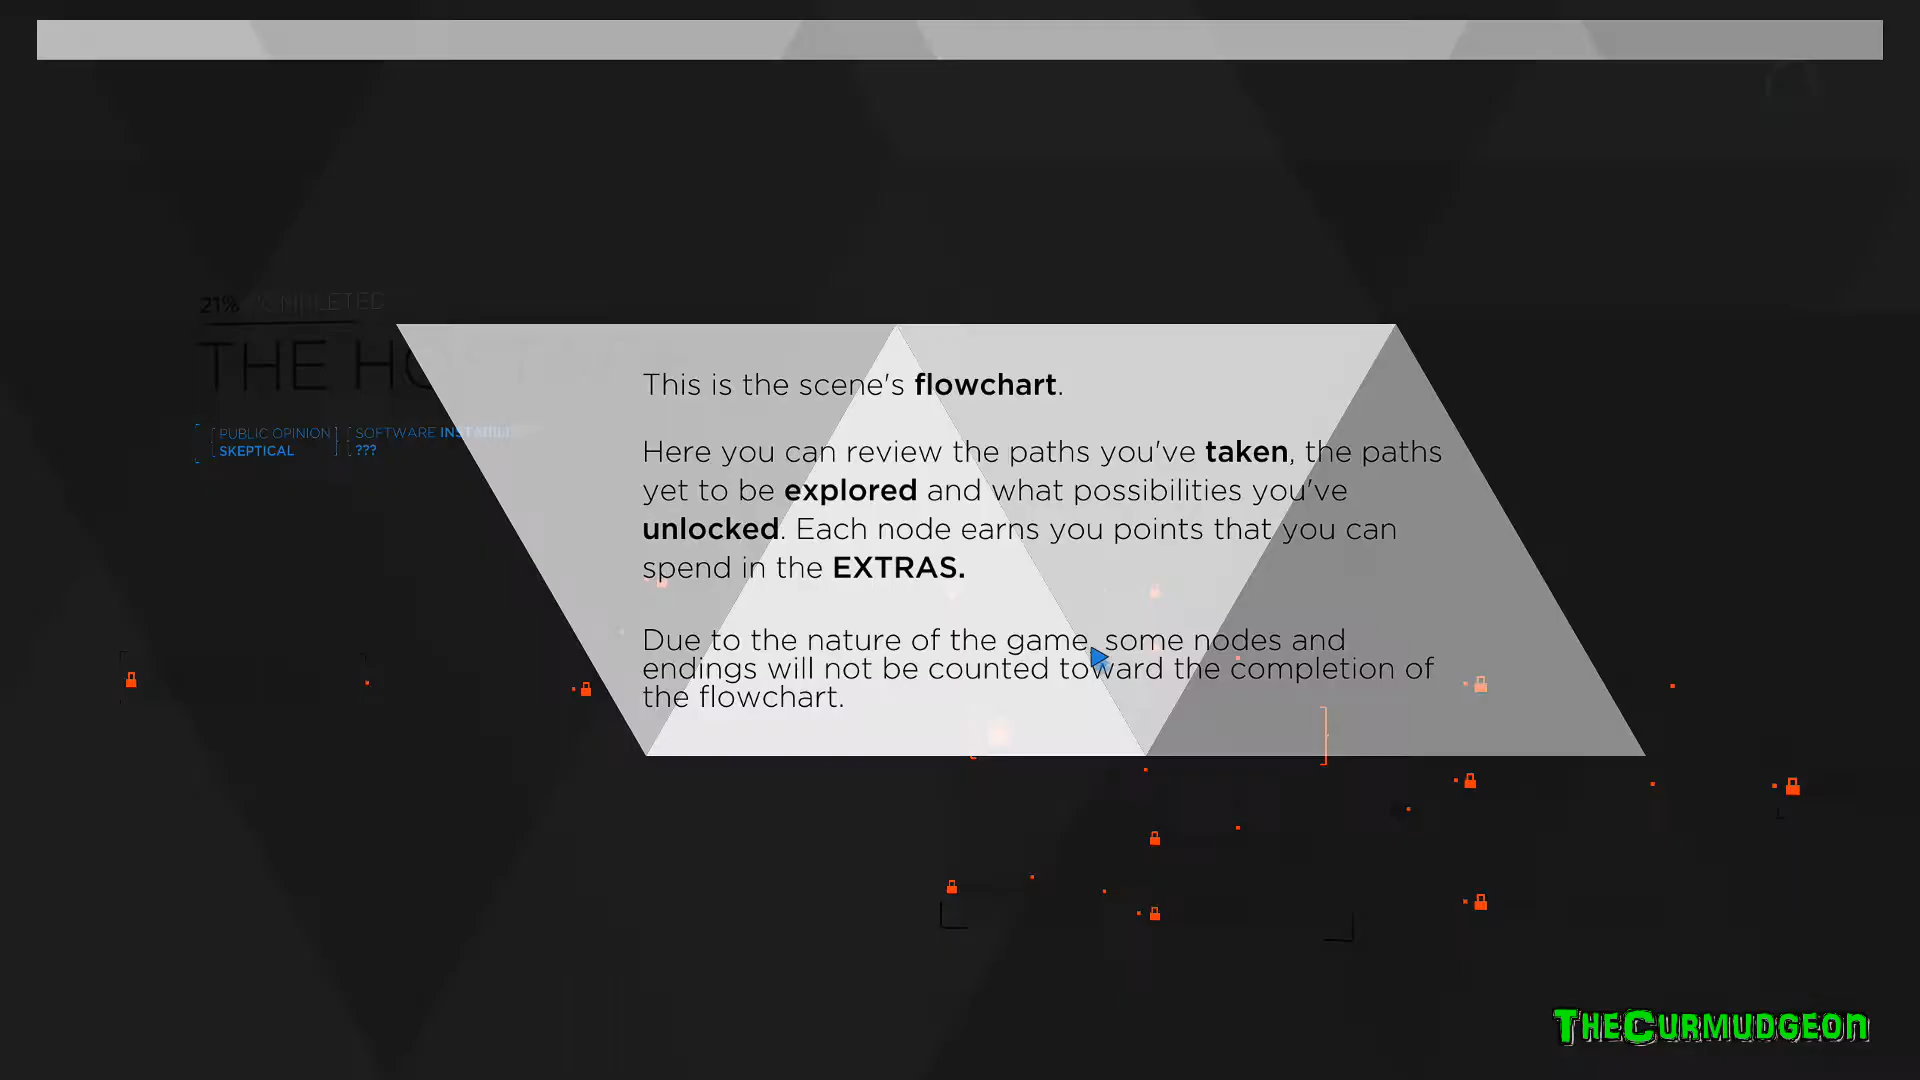 21% COMPLETED
THE HO
PUBLIC OPINION
SKEPTICAL
SOFTWARE INSTABILI
???
This is the scene's flowchart.
Here you can review the paths you've taken, the paths
yet to be explored and what possibilities you've
unlocked. Each node earns you points that you can
spend in the EXTRAS.
Due to the nature of the game, some nodes and
endings will not be counted toward the completion of
the flowchart.
THECURMUDGEON